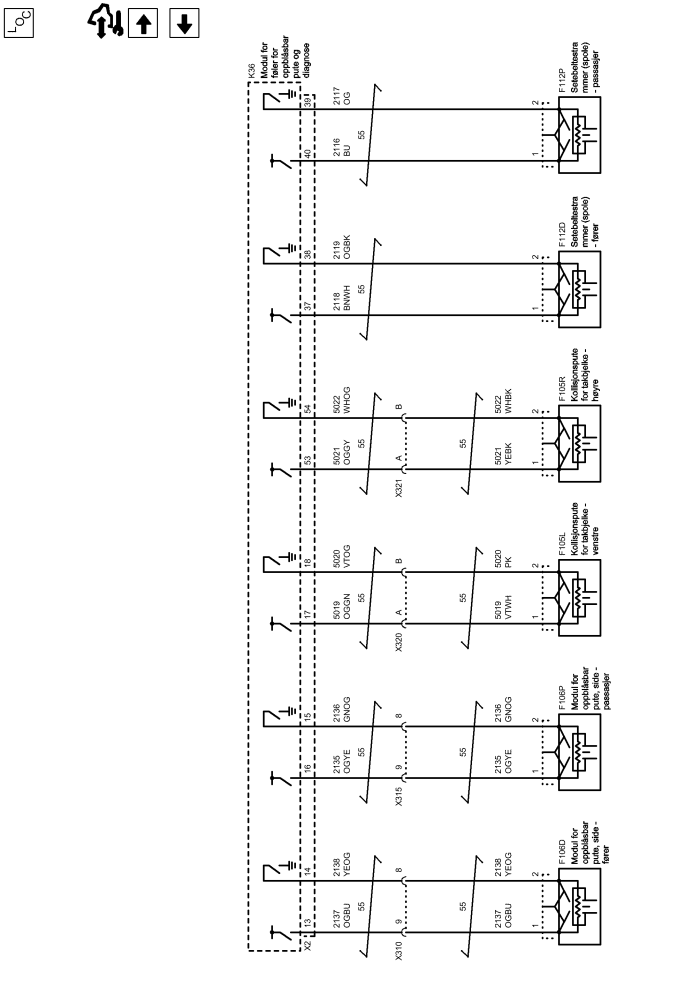 LOC
K36
Modul for
føler for
oppblåsbar
pute og
diagnose
X2
13
14
16
15
17
18
53
54
37
38
40
39
2137
OGBU
2138
YEOG
2135
OGYE
2136
GNOG
5019
OGGN
5020
VTOG
5021
OGGY
5022
WHOG
2118
BNWH
2119
OGBK
2116
BU
2117
OG
55
55
55
55
55
55
X310
9
8
X315
9
8
X320
A
B
X321
A
B
55
55
55
55
2137
OGBU
2138
YEOG
2135
OGYE
2136
GNOG
5019
VTWH
5020
PK
5021
YEBK
5022
WHBK
1
2
1
2
1
2
1
2
1
2
1
2
F106D
Modul for
oppblåsbar
pute, side -
fører
F106P
Modul for
oppblåsbar
pute, side -
passasjer
F105L
Kollisjonspute
for takbjelke -
venstre
F105R
Kollisjonspute
for takbjelke -
høyre
F112D
Setebeltestra
mmer (spole)
- fører
F112P
Setebeltestra
mmer (spole)
- passasjer